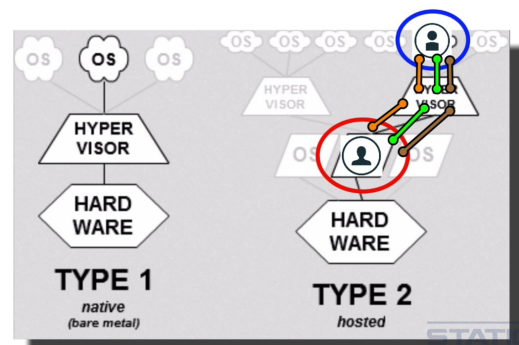 OS
OS
OS
HYPER
VISOR
HARD
WARE
TYPE 1
native
(bare metal)
OS
OS
OS
OS
OS
HYPER
VISOR
HYPER
VISOR
OS
OS
HARD
WARE
TYPE 2
hosted